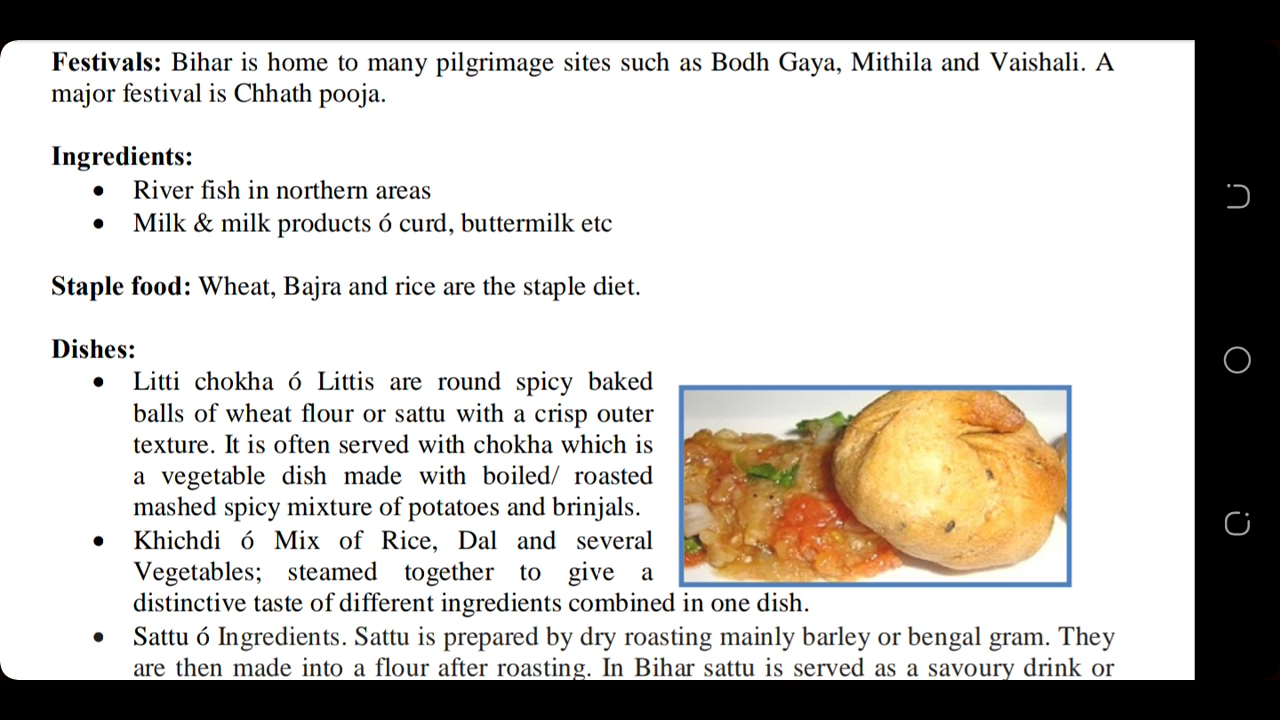 Festivals: Bihar is home to many pilgrimage sites such as Bodh Gaya, Mithila and Vaishali. A
major festival is Chhath pooja.
Ingredients:
• River fish in northern areas
• Milk & milk products ó curd, buttermilk etc
Staple food: Wheat, Bajra and rice are the staple diet.
Dishes:
• Litti chokha ó Littis are round spicy baked
balls of wheat flour or sattu with a crisp outer
texture. It is often served with chokha which is
a vegetable dish made with boiled/ roasted
mashed spicy mixture of potatoes and brinjals.
• Khichdi ó Mix of Rice, Dal and several
Vegetables; steamed together to give a
distinctive taste of different ingredients combined in one dish.
• Sattu ó Ingredients. Sattu is prepared by dry roasting mainly barley or bengal gram. They
are then made into a flour after roasting. In Bihar sattu is served as a savoury drink or